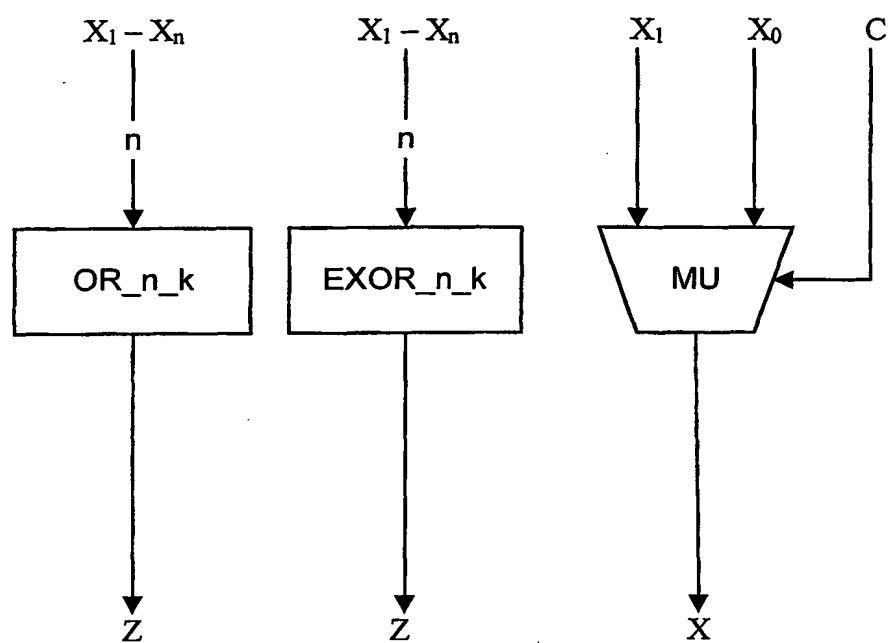 X₁ – Xₙ
X₁ – Xₙ
X₁
X₀
C
n
n
OR_n_k
EXOR_n_k
MU
Z
Z
X